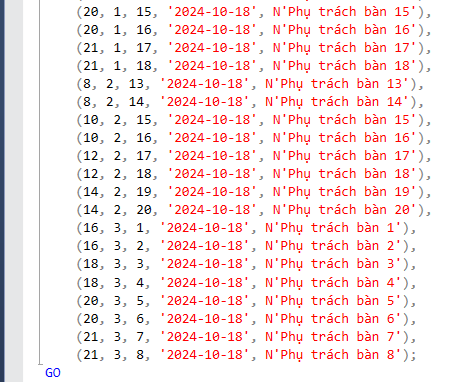 (20, 1, 15, '2024-10-18', N'Phụ trách bàn 15'),
(20, 1, 16, '2024-10-18', N'Phụ trách bàn 16'),
(21, 1, 17, '2024-10-18', N'Phụ trách bàn 17'),
(21, 1, 18, '2024-10-18', N'Phụ trách bàn 18'),
(8, 2, 13, '2024-10-18', N'Phụ trách bàn 13'),
(8, 2, 14, '2024-10-18', N'Phụ trách bàn 14'),
(10, 2, 15, '2024-10-18', N'Phụ trách bàn 15'),
(10, 2, 16, '2024-10-18', N'Phụ trách bàn 16'),
(12, 2, 17, '2024-10-18', N'Phụ trách bàn 17'),
(12, 2, 18, '2024-10-18', N'Phụ trách bàn 18'),
(14, 2, 19, '2024-10-18', N'Phụ trách bàn 19'),
(14, 2, 20, '2024-10-18', N'Phụ trách bàn 20'),
(16, 3, 1, '2024-10-18', N'Phụ trách bàn 1'),
(16, 3, 2, '2024-10-18', N'Phụ trách bàn 2'),
(18, 3, 3, '2024-10-18', N'Phụ trách bàn 3'),
(18, 3, 4, '2024-10-18', N'Phụ trách bàn 4'),
(20, 3, 5, '2024-10-18', N'Phụ trách bàn 5'),
(20, 3, 6, '2024-10-18', N'Phụ trách bàn 6'),
(21, 3, 7, '2024-10-18', N'Phụ trách bàn 7'),
(21, 3, 8, '2024-10-18', N'Phụ trách bàn 8');
GO